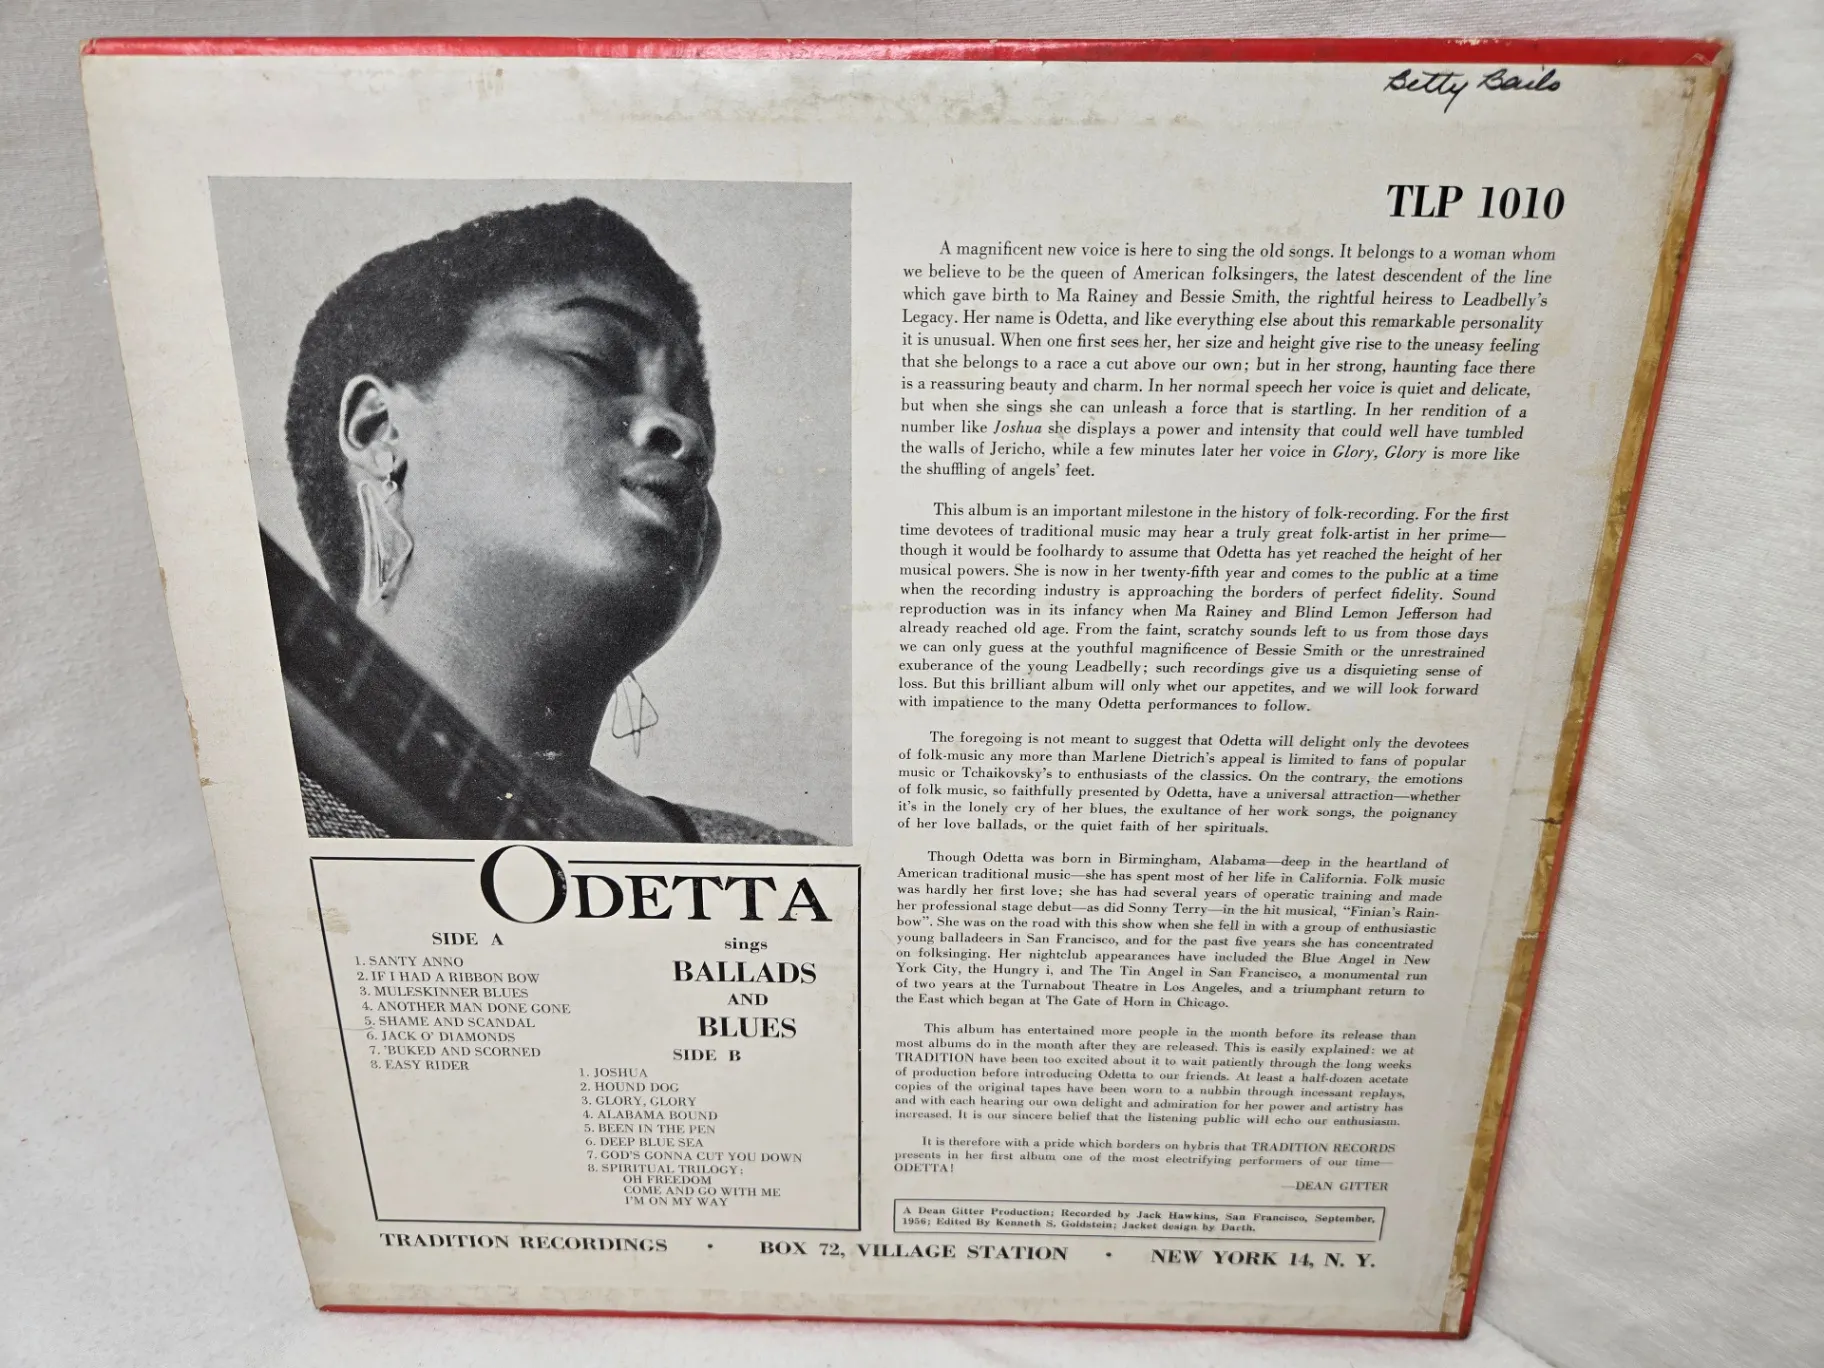 Betty Bails
TLP 1010
A magnificent new voice is here to sing the old songs. It belongs to a woman whom
we believe to be the queen of American folksingers, the latest descendent of the line
which gave birth to Ma Rainey and Bessie Smith, the rightful heiress to Leadbelly's
Legacy. Her name is Odetta, and like everything else about this remarkable personality
it is unusual. When one first sees her, her size and height give rise to the uneasy feeling
that she belongs to a race a cut above our own; but in her strong, haunting face there
is a reassuring beauty and charm. In her normal speech her voice is quiet and delicate,
but when she sings she can unleash a force that is startling. In her rendition of a
number like Joshua she displays a power and intensity that could well have tumbled
the walls of Jericho, while a few minutes later her voice in Glory, Glory is more like
the shuffling of angels' feet.
This album is an important milestone in the history of folk-recording. For the first
time devotees of traditional music may hear a truly great folk-artist in her prime—
though it would be foolhardy to assume that Odetta has yet reached the height of her
musical powers. She is now in her twenty-fifth year and comes to the public at a time
when the recording industry is approaching the borders of perfect fidelity. Sound
reproduction was in its infancy when Ma Rainey and Blind Lemon Jefferson had
already reached old age. From the faint, scratchy sounds left to us from those days
we can only guess at the youthful magnificence of Bessie Smith or the unrestrained
exuberance of the young Leadbelly; such recordings give us a disquieting sense of
loss. But this brilliant album will only whet our appetites, and we will look forward
with impatience to the many Odetta performances to follow.
The foregoing is not meant to suggest that Odetta will delight only the devotees
of folk-music any more than Marlene Dietrich's appeal is limited to fans of popular
music or Tchaikovsky's to enthusiasts of the classics. On the contrary, the emotions
of folk music, so faithfully presented by Odetta, have a universal attraction—whether
it's in the lonely cry of her blues, the exultance of her work songs, the poignancy
of her love ballads, or the quiet faith of her spirituals.
Though Odetta was born in Birmingham, Alabama—deep in the heartland of
American traditional music—she has spent most of her life in California. Folk music
was hardly her first love; she has had several years of operatic training and made
her professional stage debut—as did Sonny Terry—in the hit musical, "Finian's Rain-
bow". She was on the road with this show when she fell in with a group of enthusiastic
young balladeers in San Francisco, and for the past five years she has concentrated
on folksinging. Her nightclub appearances have included the Blue Angel in New
York City, the Hungry i, and The Tin Angel in San Francisco, a monumental run
of two years at the Turnabout Theatre in Los Angeles, and a triumphant return to
the East which began at The Gate of Horn in Chicago.
This album has entertained more people in the month before its release than
most albums do in the month after they are released. This is easily explained: we at
TRADITION have been too excited about it to wait patiently through the long weeks
of production before introducing Odetta to our friends. At least a half-dozen acetate
copies of the original tapes have been worn to a nubbin through incessant replays,
and with each hearing our own delight and admiration for her power and artistry has
increased. It is our sincere belief that the listening public will echo our enthusiasm.
It is therefore with a pride which borders on hybris that TRADITION RECORDS
presents in her first album one of the most electrifying performers of our time—
ODETTA!
—DEAN GITTER
A Dean Gitter Production; Recorded by Jack Hawkins, San Francisco, September,
1956; Edited By Kenneth S. Goldstein; Jacket design by Darth.
ODETTA
sings
BALLADS
AND
BLUES
SIDE A
1. SANTY ANNO
2. IF I HAD A RIBBON BOW
3. MULESKINNER BLUES
4. ANOTHER MAN DONE GONE
5. SHAME AND SCANDAL
6. JACK O' DIAMONDS
7. 'BUKED AND SCORNED
8. EASY RIDER
SIDE B
1. JOSHUA
2. HOUND DOG
3. GLORY, GLORY
4. ALABAMA BOUND
5. BEEN IN THE PEN
6. DEEP BLUE SEA
7. GOD'S GONNA CUT YOU DOWN
8. SPIRITUAL TRILOGY:
OH FREEDOM
COME AND GO WITH ME
I'M ON MY WAY
TRADITION RECORDINGS • BOX 72, VILLAGE STATION • NEW YORK 14, N. Y.